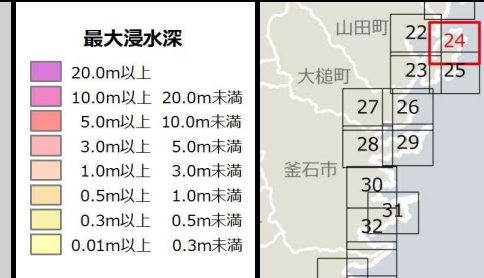 最大浸水深
20.0m以上
10.0m以上 20.0m未満
5.0m以上 10.0m未満
3.0m以上 5.0m未満
1.0m以上 3.0m未満
0.5m以上 1.0m未満
0.3m以上 0.5m未満
0.01m以上 0.3m未満
山田町
22
24
大槌町
23
25
27
26
28
29
釜石市
30
31
32